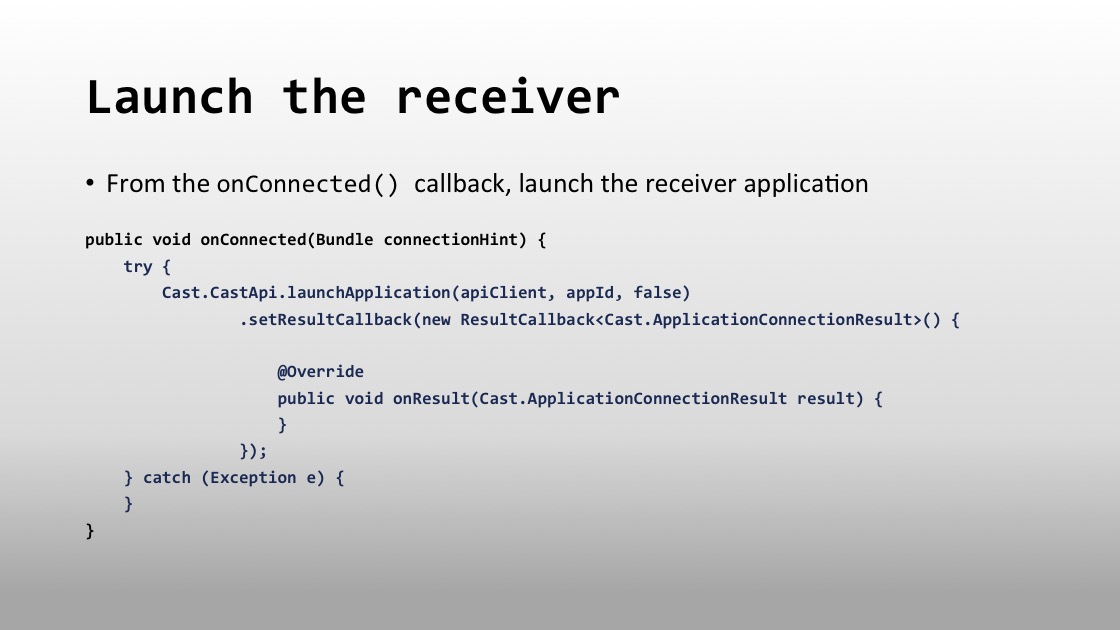 Launch the receiver
• From the onConnected() callback, launch the receiver application
public void onConnected(Bundle connectionHint) {
    try {
        Cast.CastApi.launchApplication(apiClient, appId, false)
                .setResultCallback(new ResultCallback<Cast.ApplicationConnectionResult>() {
                    @Override
                    public void onResult(Cast.ApplicationConnectionResult result) {
                    }
                });
    } catch (Exception e) {
    }
}